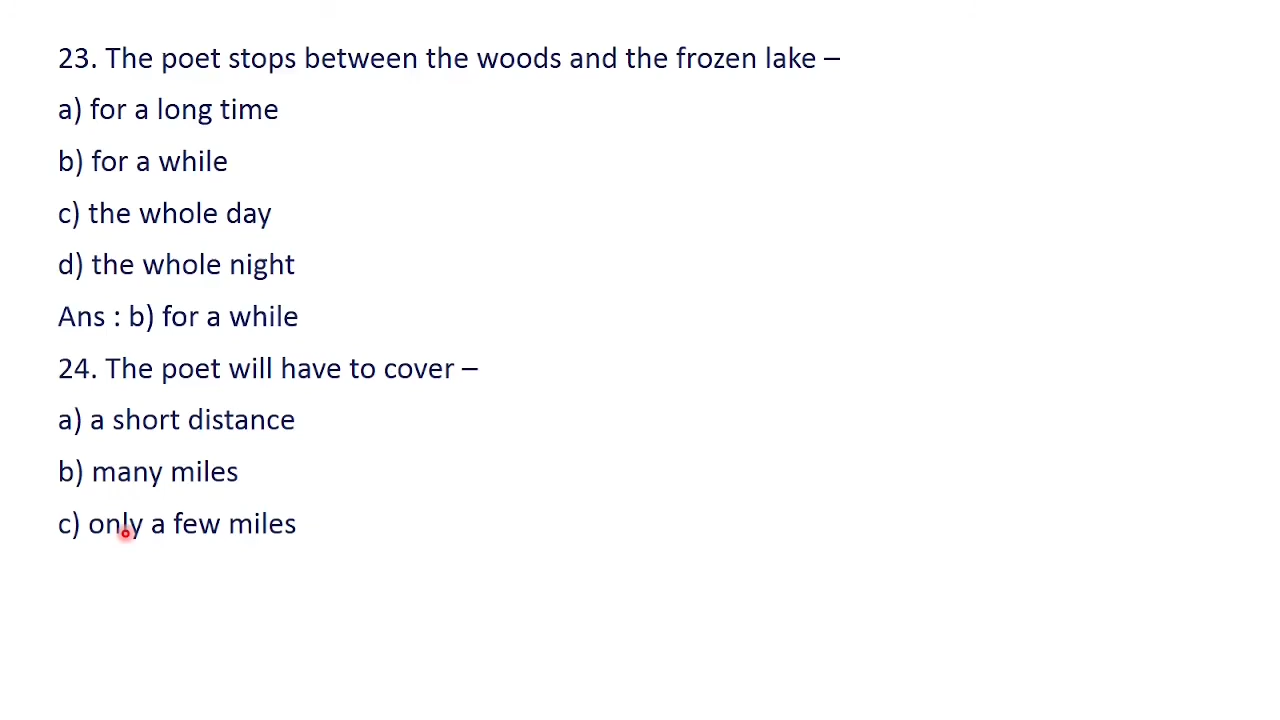 23. The poet stops between the woods and the frozen lake –
a) for a long time
b) for a while
c) the whole day
d) the whole night
Ans : b) for a while
24. The poet will have to cover –
a) a short distance
b) many miles
c) only a few miles